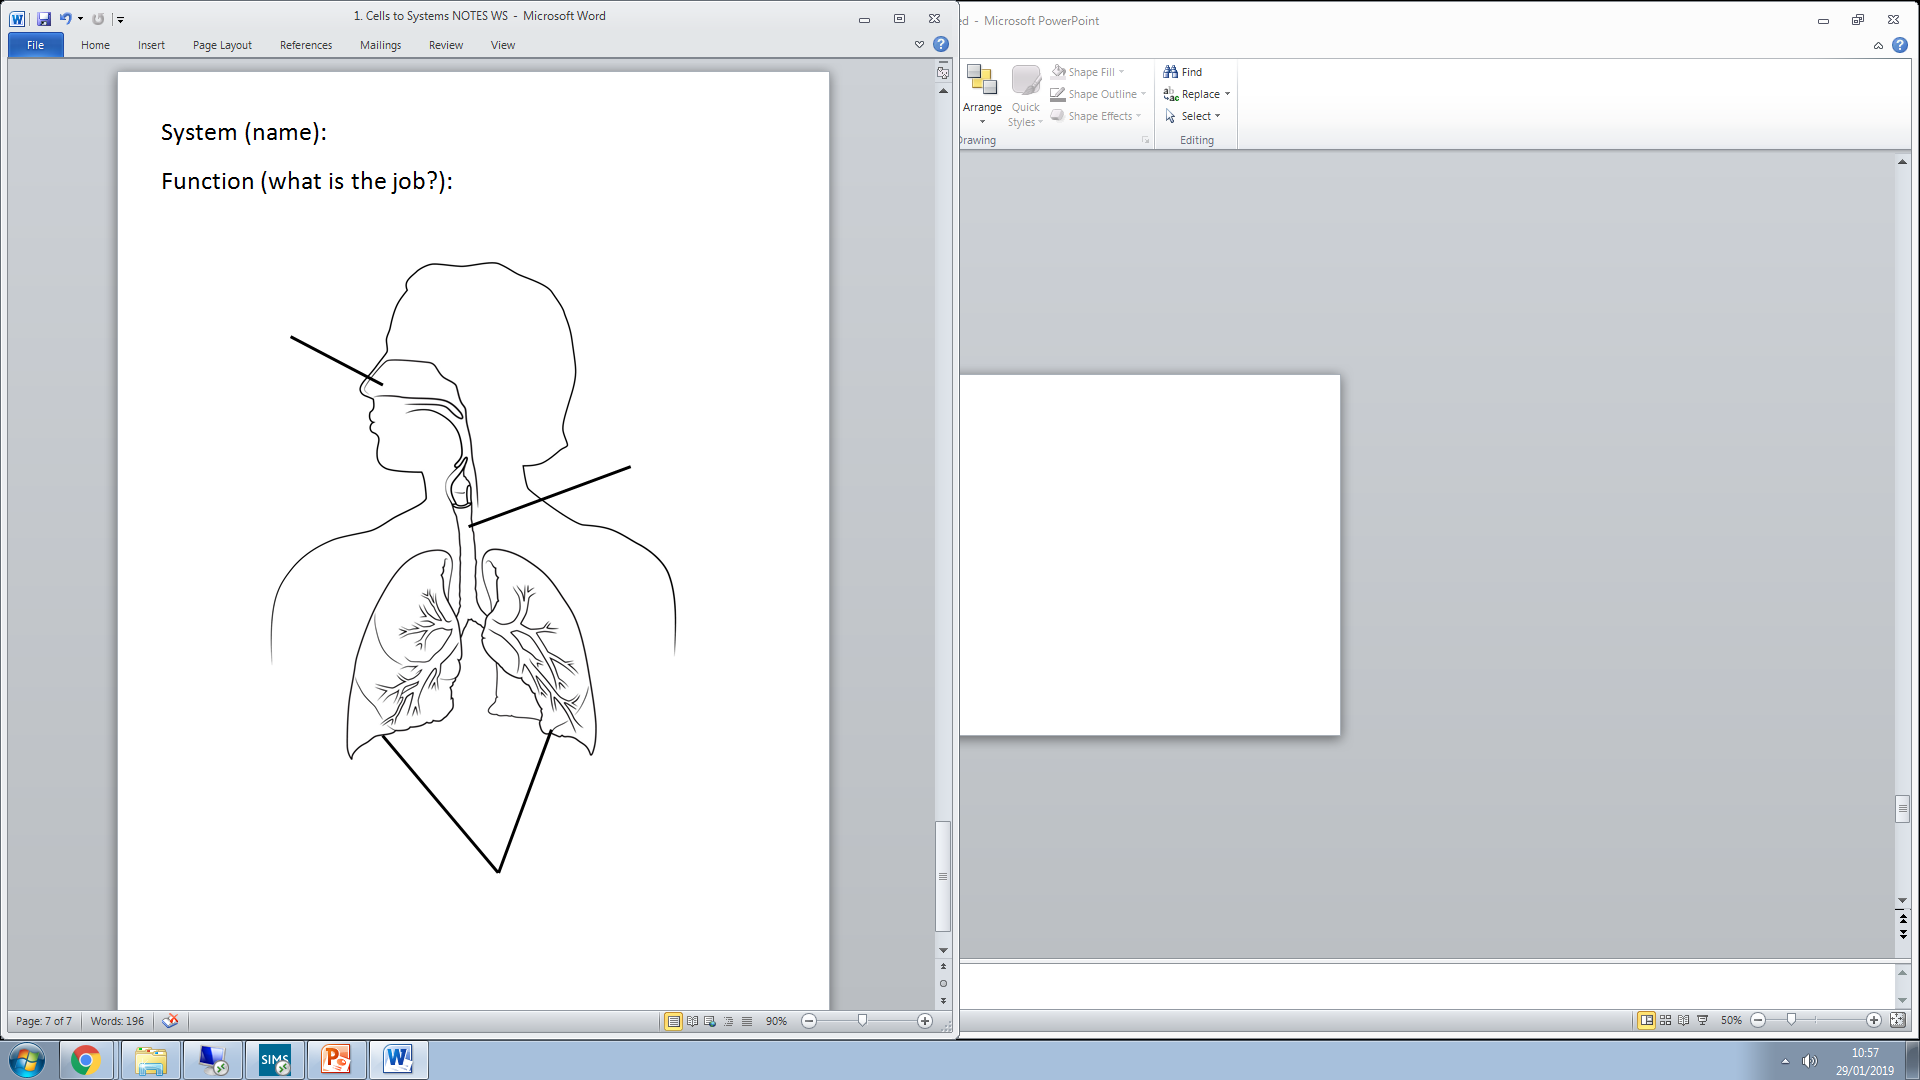 1. Cells to Systems NOTES WS - Microsoft Word
File Home Insert Page Layout References Mailings Review View
System (name):
Function (what is the job?):
Page: 7 of 7 Words: 196 90%
ed - Microsoft PowerPoint
Arrange
Quick Styles
Shape Fill
Shape Outline
Shape Effects
Drawing
Find
Replace
Select
Editing
50%
SIMS
10:57
29/01/2019